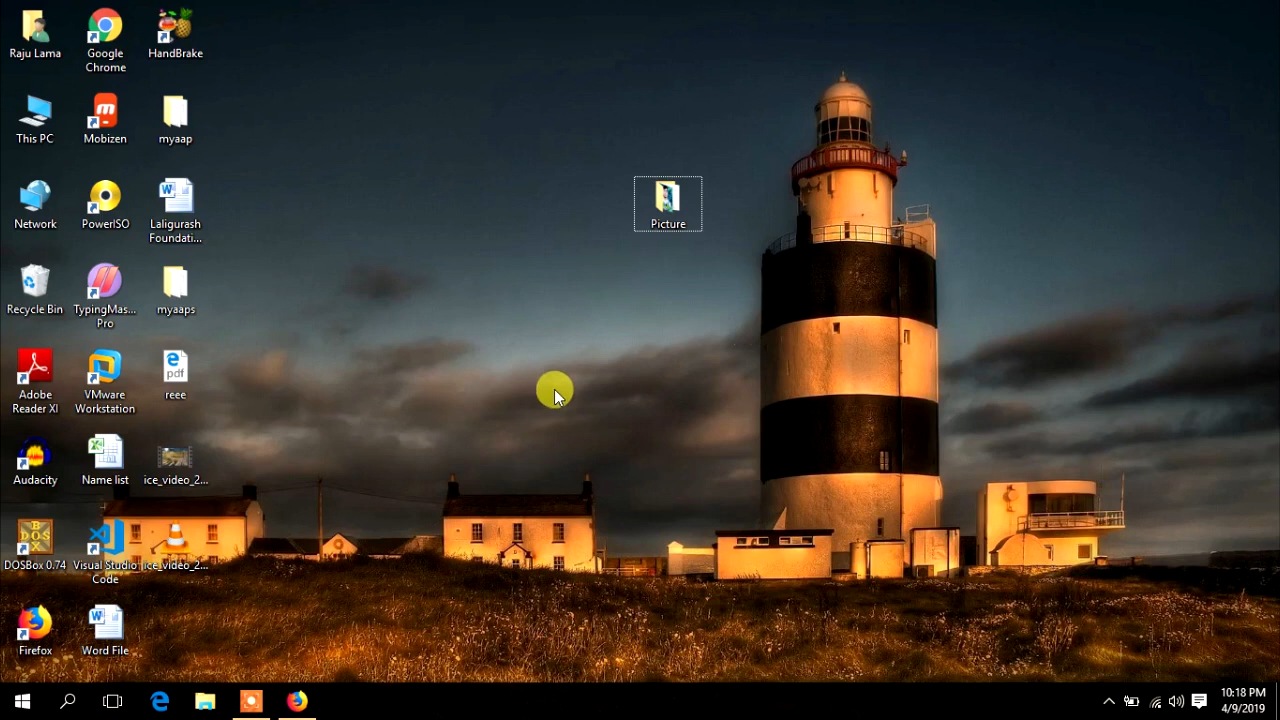 Raju Lama
Google
Chrome
HandBrake
This PC
Mobizen
myaap
Network
PowerISO
Laligurash
Foundati...
Picture
Recycle Bin
TypingMas...
Pro
myaaps
Adobe
Reader XI
VMware
Workstation
pdf
reee
Audacity
Name list
ice_video_2...
DOSBox 0.74
Visual Studio
Code
ice_video_2...
Firefox
Word File
10:18 PM
4/9/2019